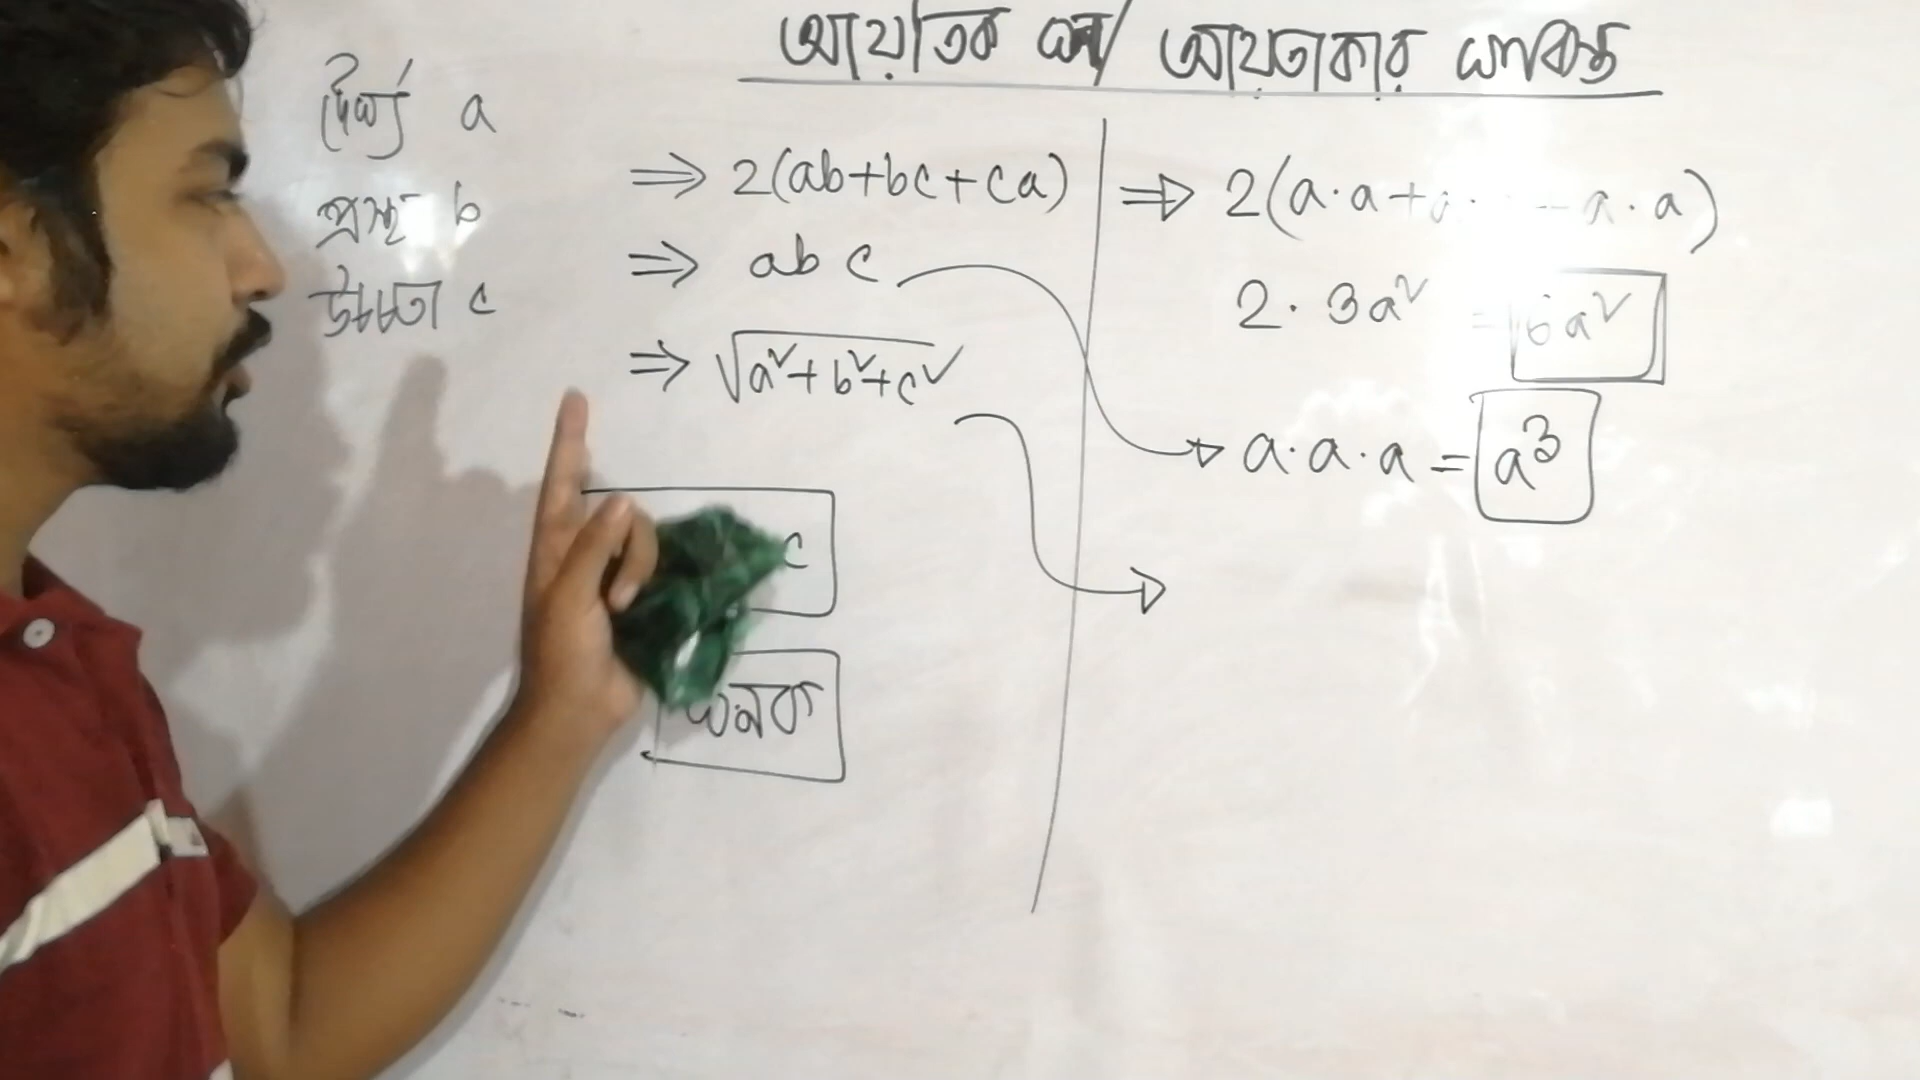 আয়তিক ঘন/ আয়তাকার ঘনবস্তু
দৈর্ঘ্য a
প্রস্থ b
উচ্চতা c
⇒ 2(ab+bc+ca)
⇒ abc
⇒ √a²+b²+c²
c
ঘনক
⇒ 2(a·a+a· a·a)
2·3a² = 6a²
a·a·a = a³